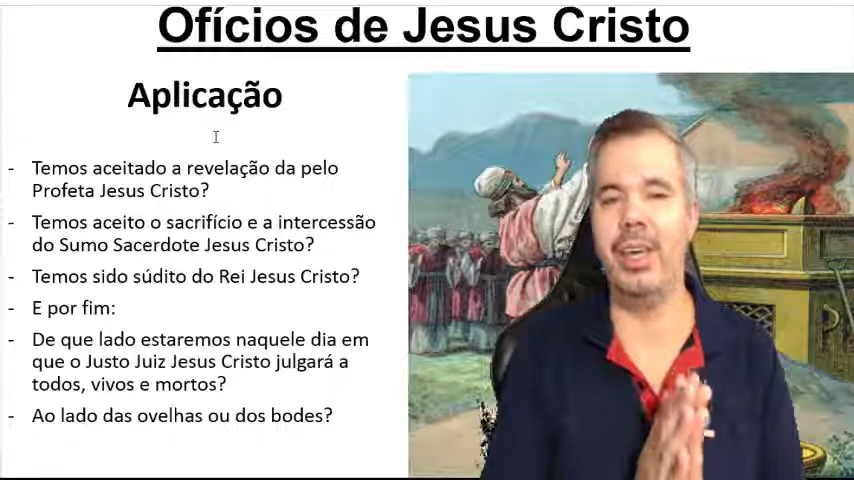 Ofícios de Jesus Cristo
Aplicação
- Temos aceitado a revelação da pelo
Profeta Jesus Cristo?
- Temos aceito o sacrifício e a intercessão
do Sumo Sacerdote Jesus Cristo?
- Temos sido súdito do Rei Jesus Cristo?
- E por fim:
- De que lado estaremos naquele dia em
que o Justo Juiz Jesus Cristo julgará a
todos, vivos e mortos?
- Ao lado das ovelhas ou dos bodes?